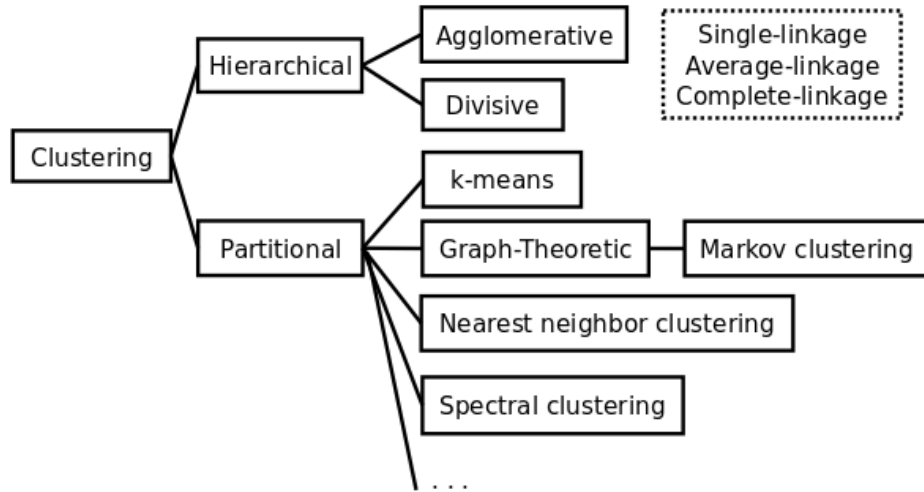 Agglomerative
Single-linkage
Average-linkage
Complete-linkage
Hierarchical
Divisive
Clustering
k-means
Partitional
Graph-Theoretic
Markov clustering
Nearest neighbor clustering
Spectral clustering
. . .